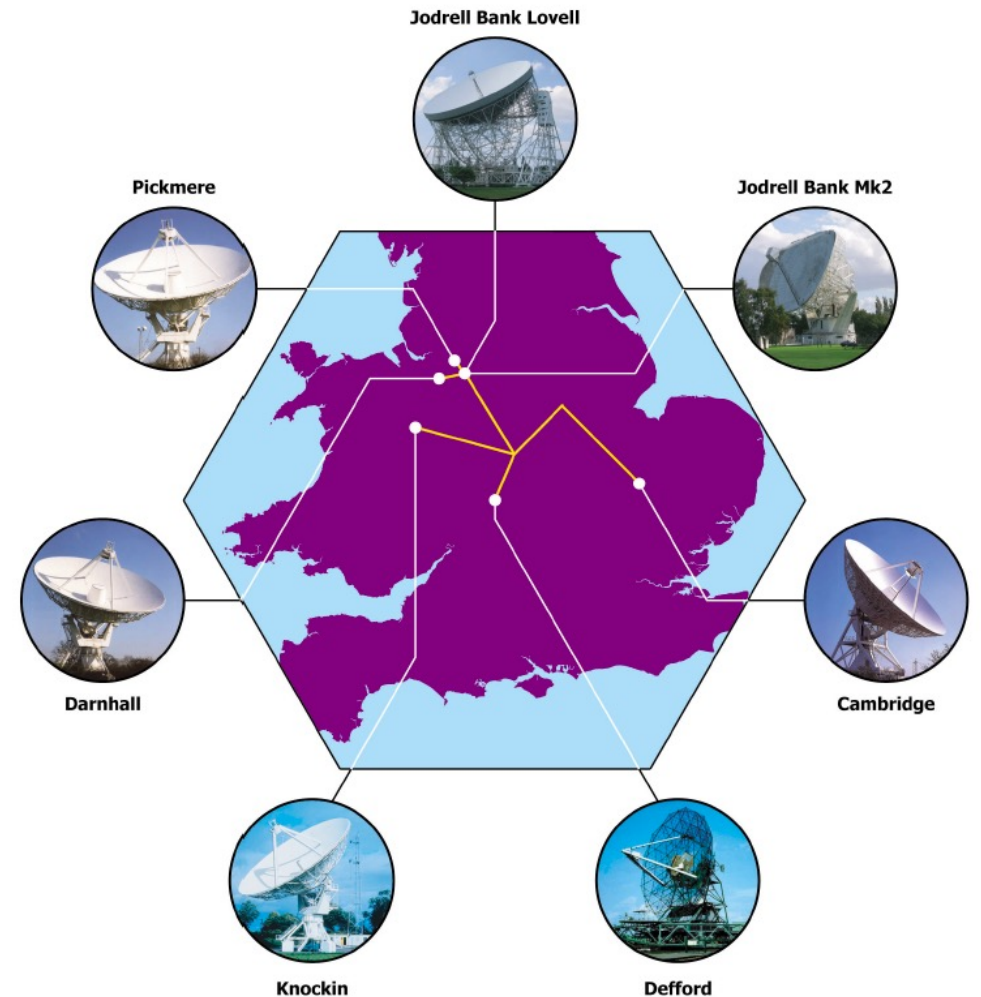 Jodrell Bank Lovell
Pickmere
Jodrell Bank Mk2
Darnhall
Cambridge
Knockin
Defford